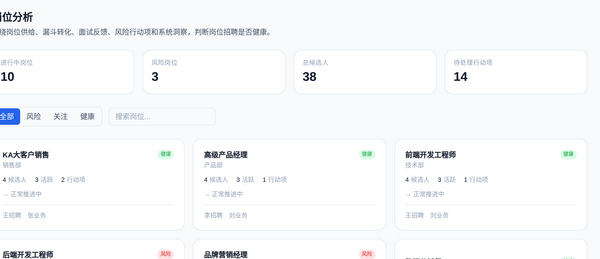 岗位分析
绕岗位供给、漏斗转化、面试反馈、风险行动项和系统洞察，判断岗位招聘是否健康。
进行中岗位 风险岗位 总候选人 待处理行动项
10 3 38 14
全部 风险 关注 健康 搜索岗位...
KA大客户销售 健康 高级产品经理 健康 前端开发工程师 健康
销售部 产品部 技术部
4 候选人 3 活跃 2 行动项 4 候选人 3 活跃 1 行动项 4 候选人 3 活跃 1 行动项
→ 正常推进中 → 正常推进中 → 正常推进中
王招聘 张业务 李招聘 刘业务 王招聘 刘业务
后端开发工程师 风险 品牌营销经理 风险